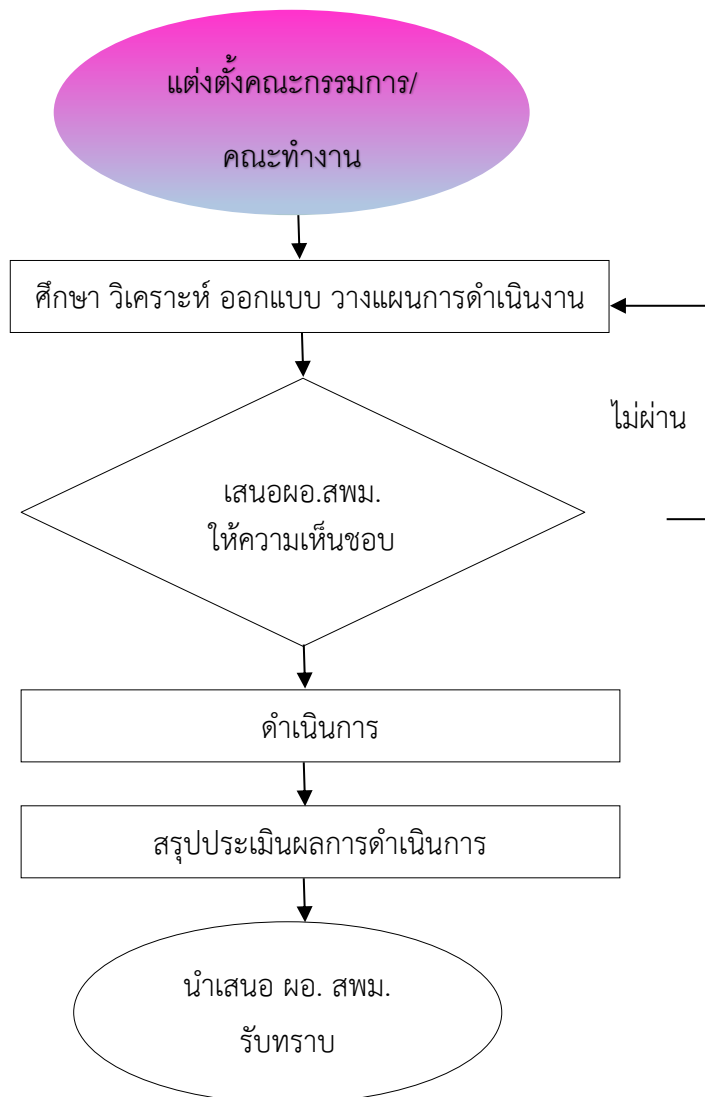 แต่งตั้งคณะกรรมการ/
คณะทำงาน
ศึกษา วิเคราะห์ ออกแบบ วางแผนการดำเนินงาน
ไม่ผ่าน
เสนอผอ.สพม.
ให้ความเห็นชอบ
ดำเนินการ
สรุปประเมินผลการดำเนินการ
นำเสนอ ผอ. สพม.
รับทราบ